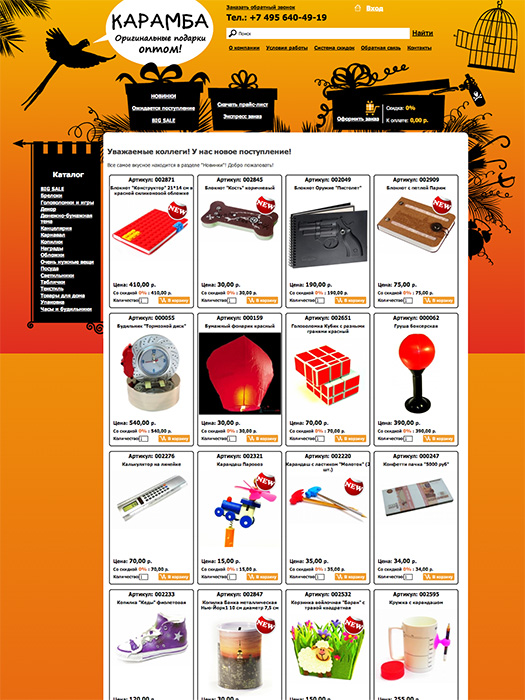 КАРАМБА
Оригинальные подарки
оптом!
Заказать обратный звонок
Тел.: +7 495 640-49-19
Вход
Поиск
Найти
О компании Условия работы Система скидок Обратная связь Контакты
НОВИНКИ
Ожидается поступление
BIG SALE
Скачать прайс-лист
Экспресс заказ
Оформить заказ
Скидка: 0%
К оплате: 0,00 р.
Каталог
BIG SALE
Брелоки
Головоломки и игры
Декор
Денежно-бумажная
тема
Канцелярия
Карнавал
Копилки
Награды
Обложки
Очень нужные вещи
Посуда
Светильники
Таблички
Текстиль
Товары для дома
Упаковка
Часы и будильники
Уважаемые коллеги! У нас новое поступление!
Все самое вкусное находится в разделе "Новинки"! Добро пожаловать!
Артикул: 002871 Артикул: 002845 Артикул: 002049 Артикул: 002909
Блокнот "Конструктор" 21*14 см в
красной силиконовой обложке
Блокнот "Кость" коричневый
Блокнот Оружие "Пистолет"
Блокнот с петлей Париж
NEW
NEW
NEW
Цена: 410,00 р. Цена: 30,00 р. Цена: 190,00 р. Цена: 75,00 р.
Со скидкой 0% : 410,00 р. Со скидкой 0% : 30,00 р. Со скидкой 0% : 190,00 р. Со скидкой 0% : 75,00 р.
Количество В корзину Количество В корзину Количество В корзину Количество В корзину
Артикул: 000055 Артикул: 000159 Артикул: 002651 Артикул: 000062
Будильник "Тормозной диск"
Бумажный фонарик красный
Головоломка Кубик с разными
гранями красный
Груша боксерская
Цена: 540,00 р. Цена: 30,00 р. Цена: 70,00 р. Цена: 390,00 р.
Со скидкой 0% : 540,00 р. Со скидкой 0% : 30,00 р. Со скидкой 0% : 70,00 р. Со скидкой 0% : 390,00 р.
Количество В корзину Количество В корзину Количество В корзину Количество В корзину
Артикул: 002276 Артикул: 002321 Артикул: 002220 Артикул: 000247
Калькулятор на линейке
Карандаш Паровоз
Карандаш с ластиком "Молоток" (1
шт.)
Конфетти пачка "5000 руб"
NEW
Цена: 70,00 р. Цена: 15,00 р. Цена: 35,00 р. Цена: 34,00 р.
Со скидкой 0% : 70,00 р. Со скидкой 0% : 15,00 р. Со скидкой 0% : 35,00 р. Со скидкой 0% : 34,00 р.
Количество В корзину Количество В корзину Количество В корзину Количество В корзину
Артикул: 002233 Артикул: 002847 Артикул: 002532 Артикул: 002595
Копилка "Кеды" фиолетовая
Копилка Банка металлическая
Нью-Йорк1 10 см диаметр 7,5 см
Корзинка войлочная "Баран" с
травой квадратная
Кружка с карандашом
NEW
NEW
Цена: 120,00 р. Цена: 150,00 р. Цена: 100,00 р. Цена: 255,00 р.